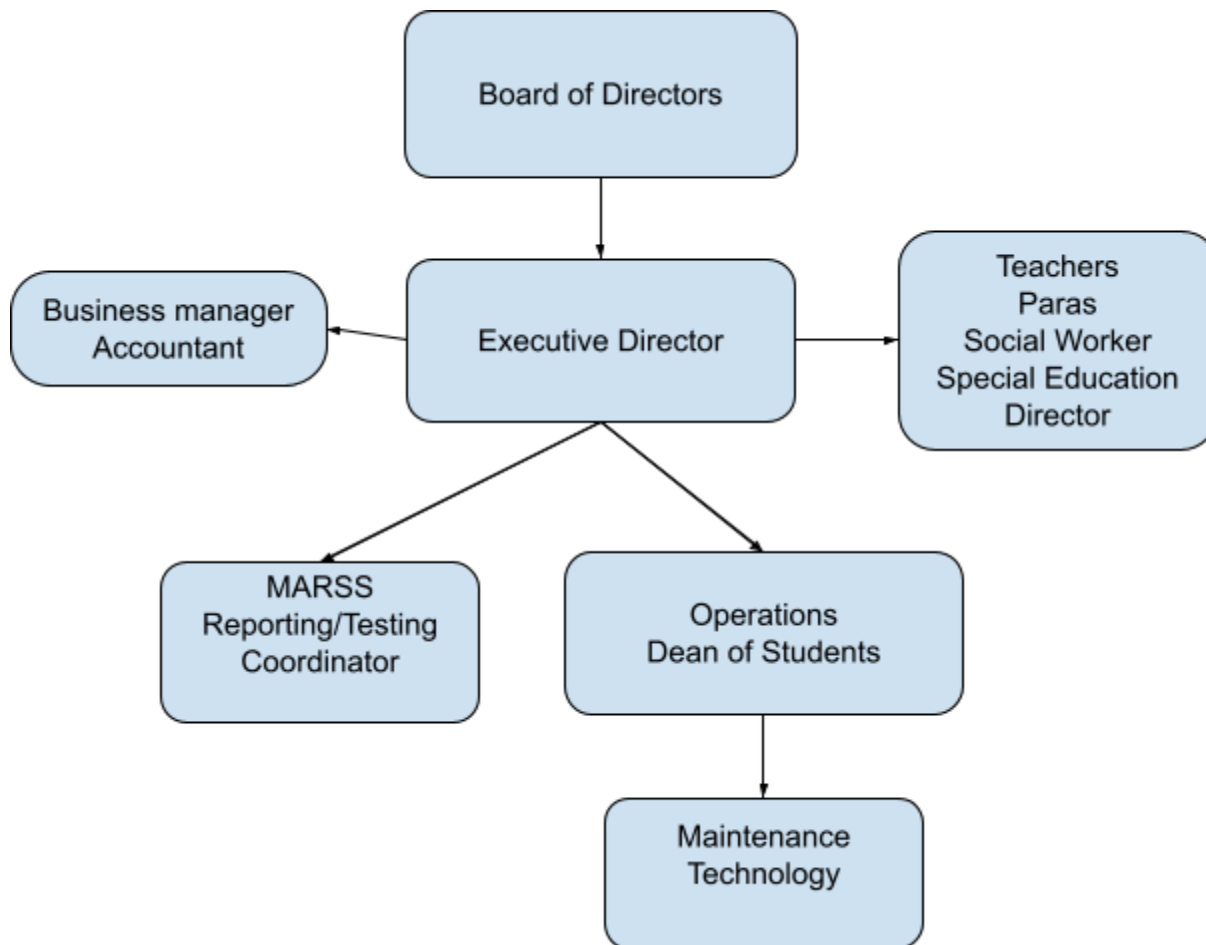 Board of Directors
Business manager
Accountant
Executive Director
Teachers
Paras
Social Worker
Special Education
Director
MARSS
Reporting/Testing
Coordinator
Operations
Dean of Students
Maintenance
Technology